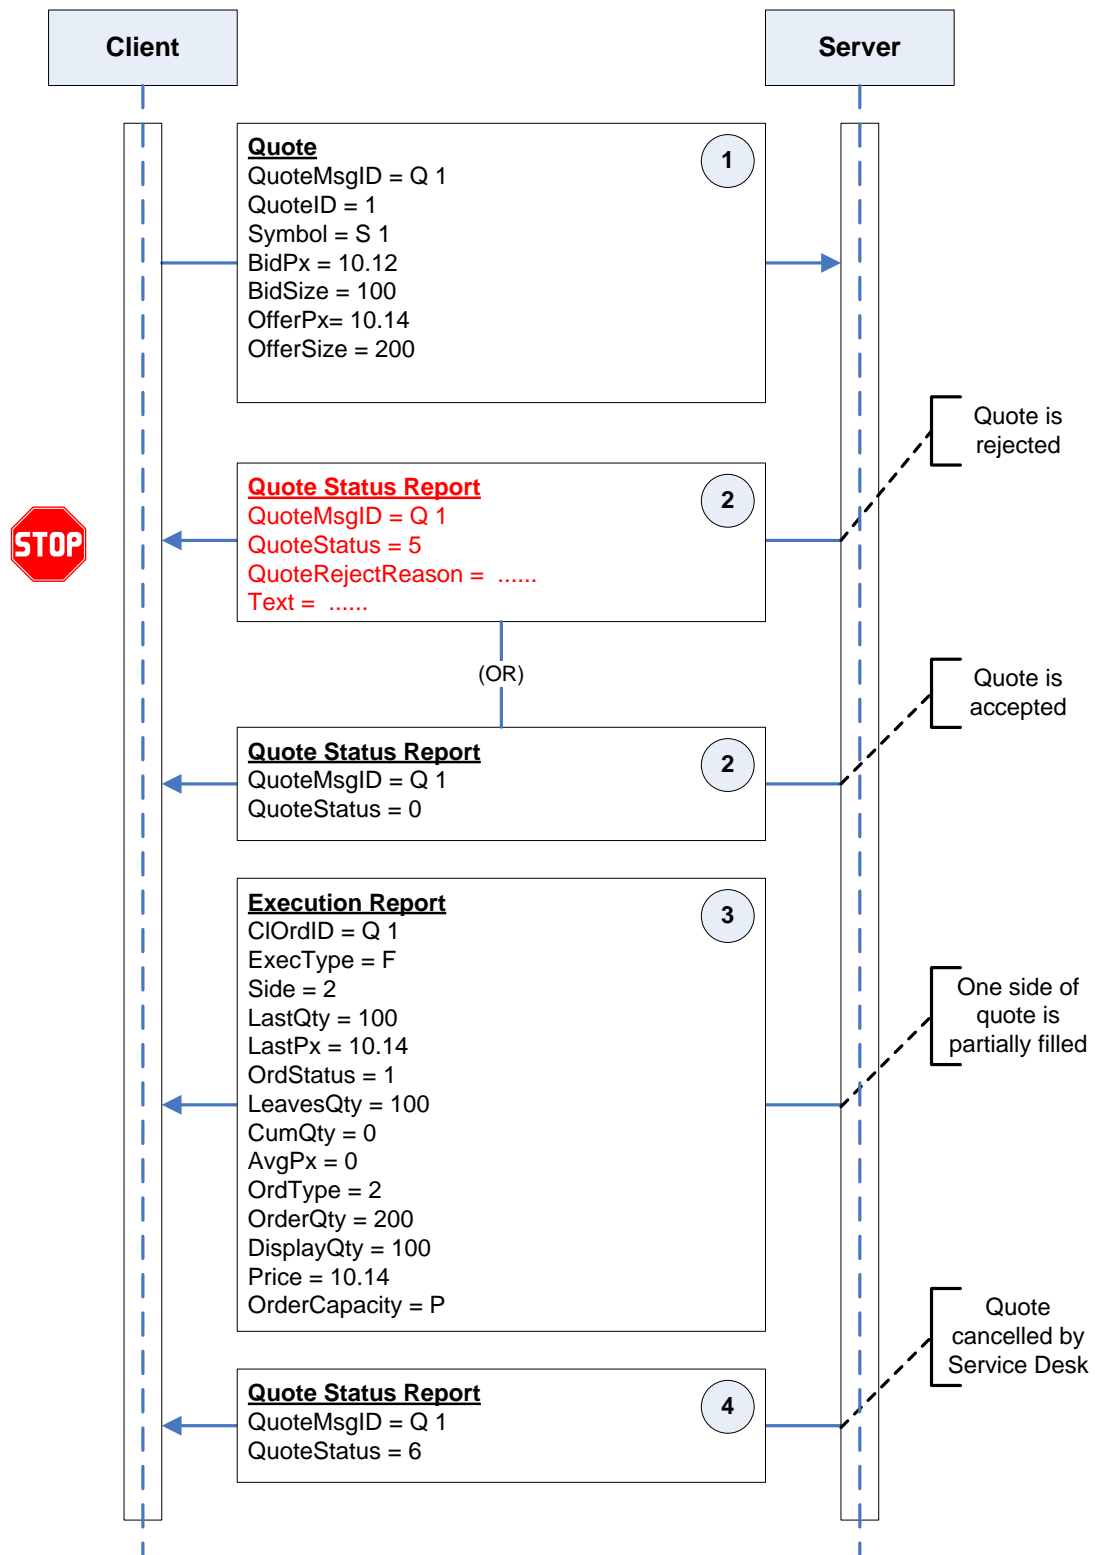 Client
Server
Quote
1
QuoteMsgID = Q 1
QuoteID = 1
Symbol = S 1
BidPx = 10.12
BidSize = 100
OfferPx= 10.14
OfferSize = 200
Quote is
rejected
Quote Status Report
2
QuoteMsgID = Q 1
QuoteStatus = 5
QuoteRejectReason =  ......
Text =  ......
STOP
(OR)
Quote is
accepted
Quote Status Report
2
QuoteMsgID = Q 1
QuoteStatus = 0
Execution Report
3
ClOrdID = Q 1
ExecType = F
Side = 2
LastQty = 100
LastPx = 10.14
OrdStatus = 1
LeavesQty = 100
CumQty = 0
AvgPx = 0
OrdType = 2
OrderQty = 200
DisplayQty = 100
Price = 10.14
OrderCapacity = P
One side of
quote is
partially filled
Quote
cancelled by
Service Desk
Quote Status Report
4
QuoteMsgID = Q 1
QuoteStatus = 6